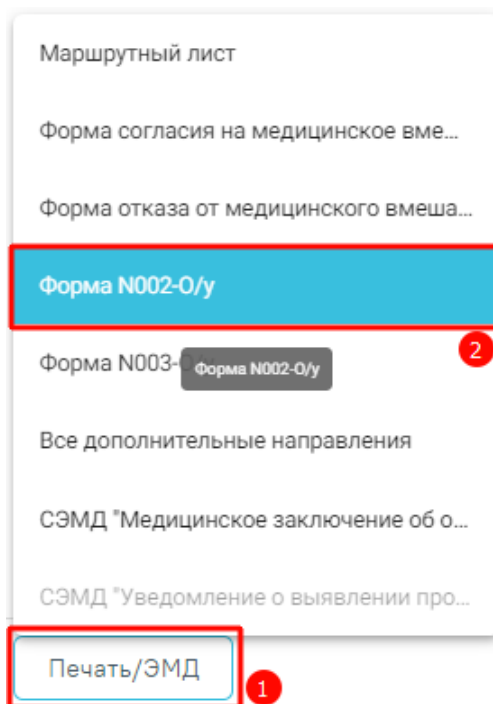 Маршрутный лист
Форма согласия на медицинское вме...
Форма отказа от медицинского вмеша...
Форма N002-О/у
2
Форма N003-О/у
Форма N002-О/у
Все дополнительные направления
СЭМД "Медицинское заключение об о...
СЭМД "Уведомление о выявлении про...
Печать/ЭМД
1